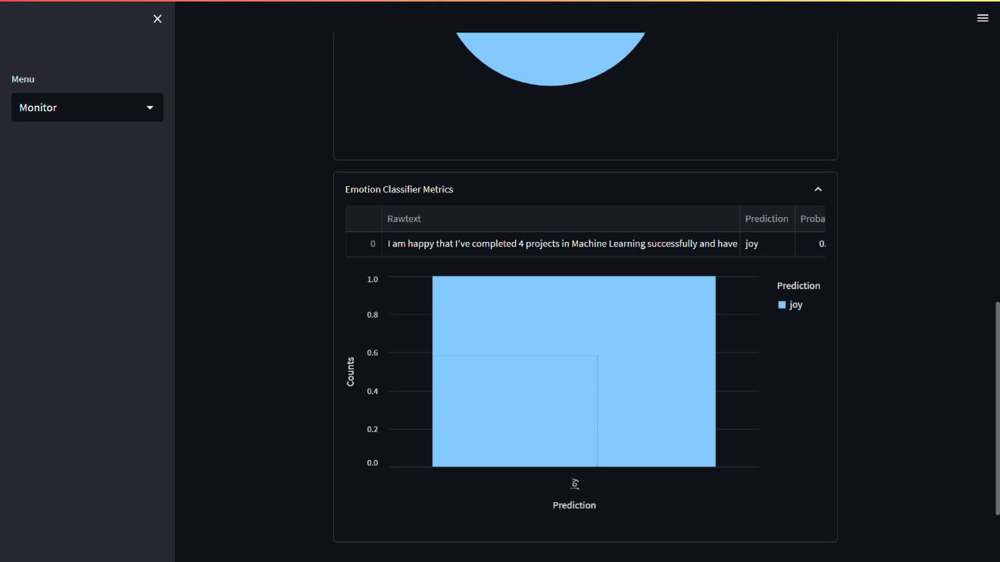 Menu
Monitor
Emotion Classifier Metrics
Rawtext Prediction Proba
0 I am happy that I've completed 4 projects in Machine Learning successfully and have joy 0.
1.0
0.8
0.6
0.4
0.2
0.0
Counts
joy
Prediction
Prediction
joy